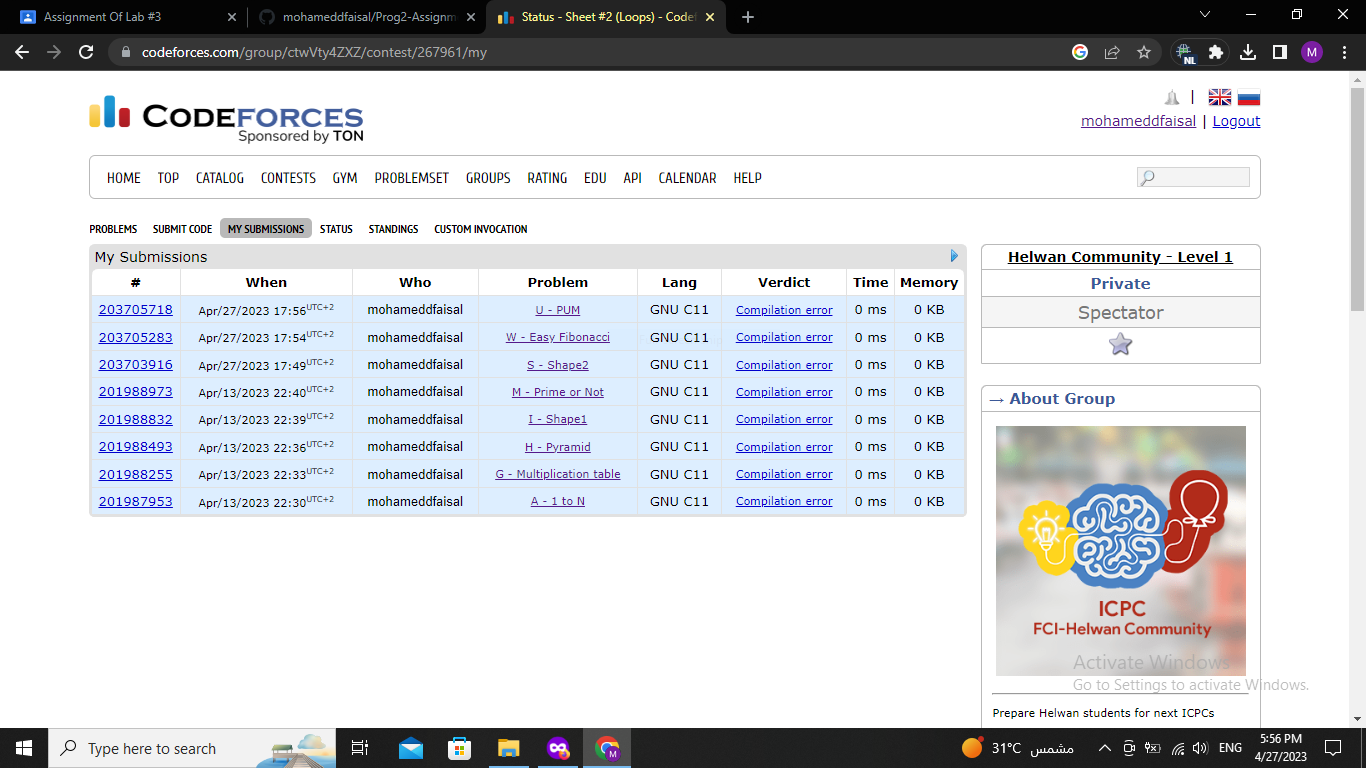 Assignment Of Lab #3
mohameddfaisal/Prog2-Assignm
Status - Sheet #2 (Loops) - Codef
codeforces.com/group/ctwVty4ZXZ/contest/267961/my
NL
M
CODEFORCES
Sponsored by TON
|
mohameddfaisal | Logout
HOME TOP CATALOG CONTESTS GYM PROBLEMSET GROUPS RATING EDU API CALENDAR HELP
PROBLEMS SUBMIT CODE MY SUBMISSIONS STATUS STANDINGS CUSTOM INVOCATION
My Submissions
# When Who Problem Lang Verdict Time Memory
203705718 Apr/27/2023 17:56 UTC+2 mohameddfaisal U - PUM GNU C11 Compilation error 0 ms 0 KB
203705283 Apr/27/2023 17:54 UTC+2 mohameddfaisal W - Easy Fibonacci GNU C11 Compilation error 0 ms 0 KB
203703916 Apr/27/2023 17:49 UTC+2 mohameddfaisal S - Shape2 GNU C11 Compilation error 0 ms 0 KB
201988973 Apr/13/2023 22:40 UTC+2 mohameddfaisal M - Prime or Not GNU C11 Compilation error 0 ms 0 KB
201988832 Apr/13/2023 22:39 UTC+2 mohameddfaisal I - Shape1 GNU C11 Compilation error 0 ms 0 KB
201988493 Apr/13/2023 22:36 UTC+2 mohameddfaisal H - Pyramid GNU C11 Compilation error 0 ms 0 KB
201988255 Apr/13/2023 22:33 UTC+2 mohameddfaisal G - Multiplication table GNU C11 Compilation error 0 ms 0 KB
201987953 Apr/13/2023 22:30 UTC+2 mohameddfaisal A - 1 to N GNU C11 Compilation error 0 ms 0 KB
Helwan Community - Level 1
Private
Spectator
→ About Group
ICPC
FCI-Helwan Community
Activate Windows
Go to Settings to activate Windows.
Prepare Helwan students for next ICPCs
Type here to search
M
31°C مشمس
ENG
5:56 PM
4/27/2023